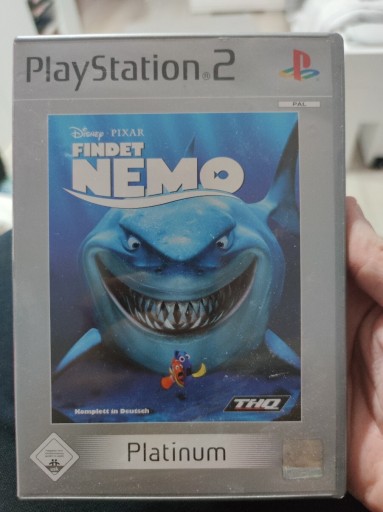 PlayStation®2
PAL
Disney • PIXAR
FINDET
NEMO
Komplett in Deutsch
THQ
Platinum